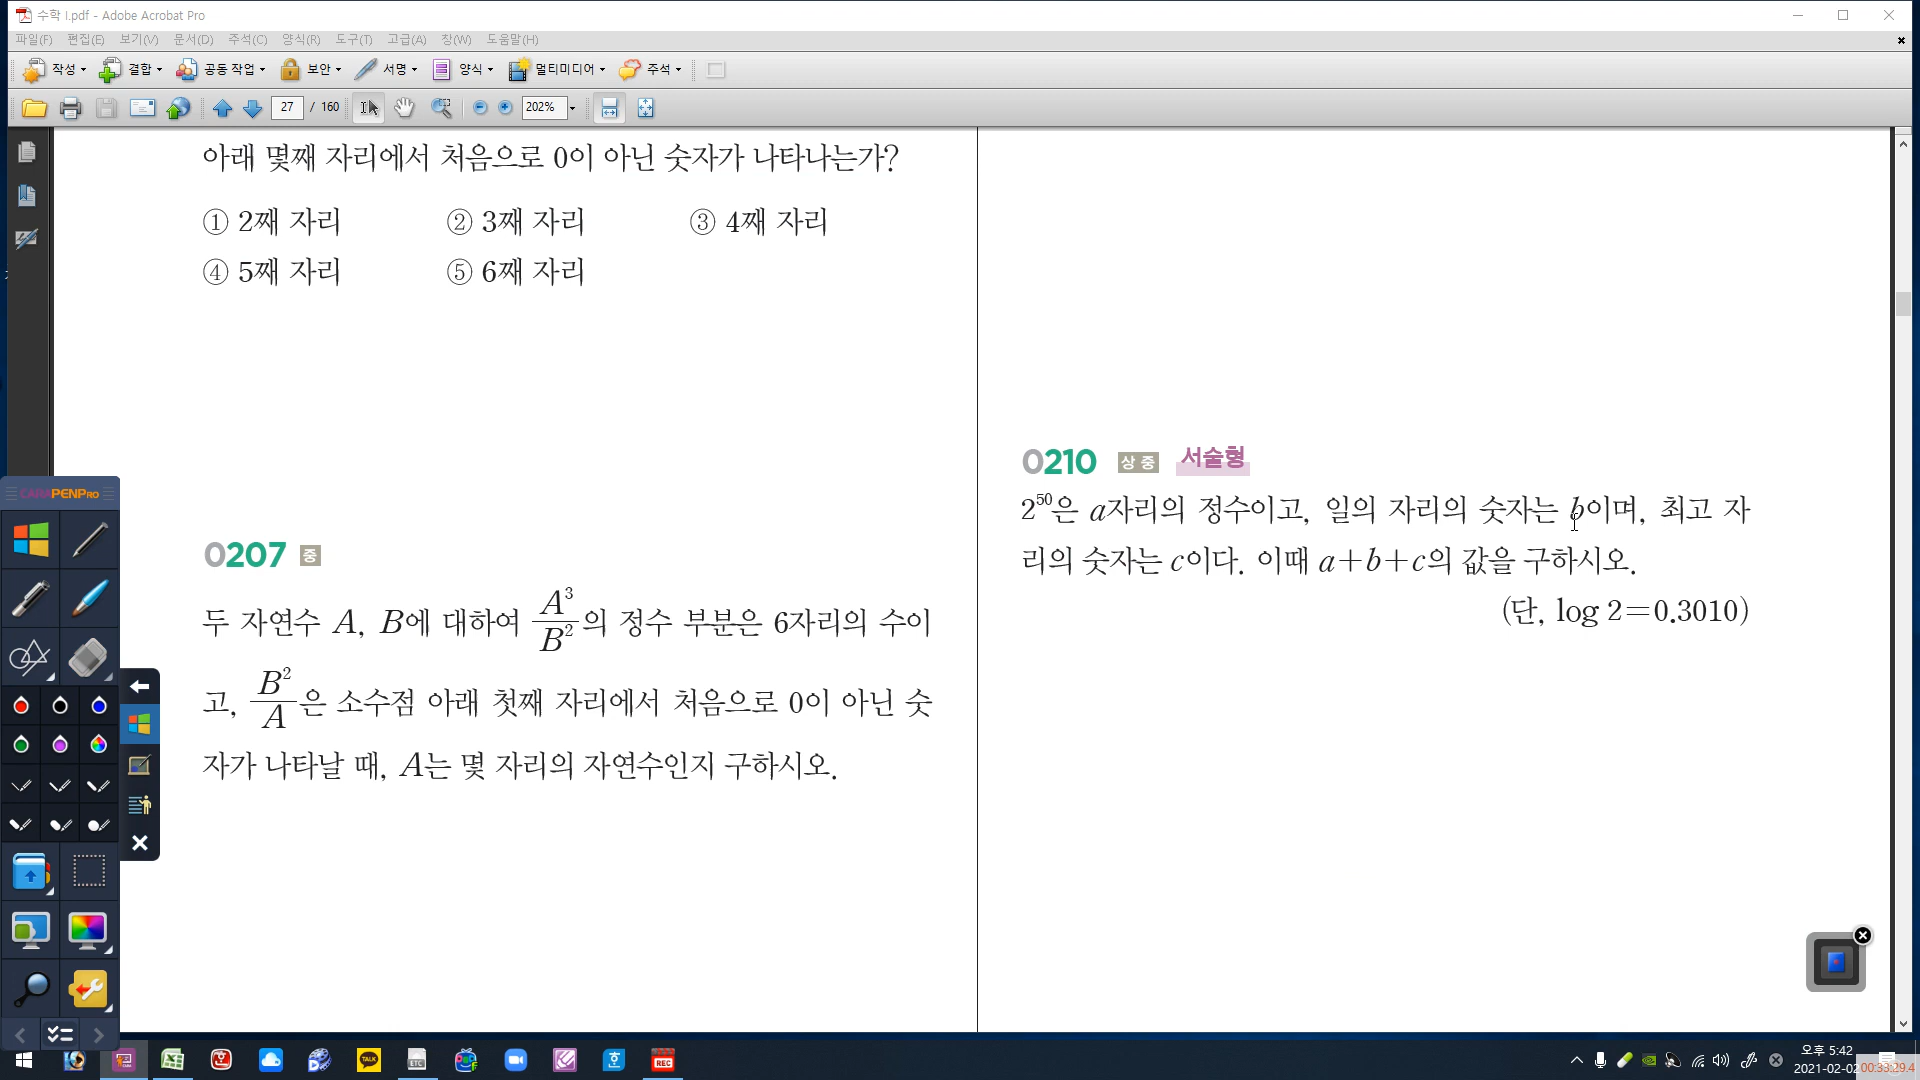 수학 I.pdf - Adobe Acrobat Pro
파일(F) 편집(E) 보기(V) 문서(D) 주석(C) 양식(R) 도구(T) 고급(A) 창(W) 도움말(H)
작성 결합 공동 작업 보안 서명 양식 멀티미디어 주석
27 / 160 202%
아래 몇째 자리에서 처음으로 0이 아닌 숫자가 나타나는가?
① 2째 자리 ② 3째 자리 ③ 4째 자리
④ 5째 자리 ⑤ 6째 자리
0207 중
두 자연수 A, B에 대하여 A³/B²의 정수 부분은 6자리의 수이
고, B²/A은 소수점 아래 첫째 자리에서 처음으로 0이 아닌 숫
자가 나타날 때, A는 몇 자리의 자연수인지 구하시오.
0210 상중 서술형
2⁵⁰은 a자리의 정수이고, 일의 자리의 숫자는 b이며, 최고 자
리의 숫자는 c이다. 이때 a+b+c의 값을 구하시오.
(단, log 2=0.3010)
CARAPENPRO
TALK
ETC
REC
오후 5:42
2021-02-02
00:33:29.4